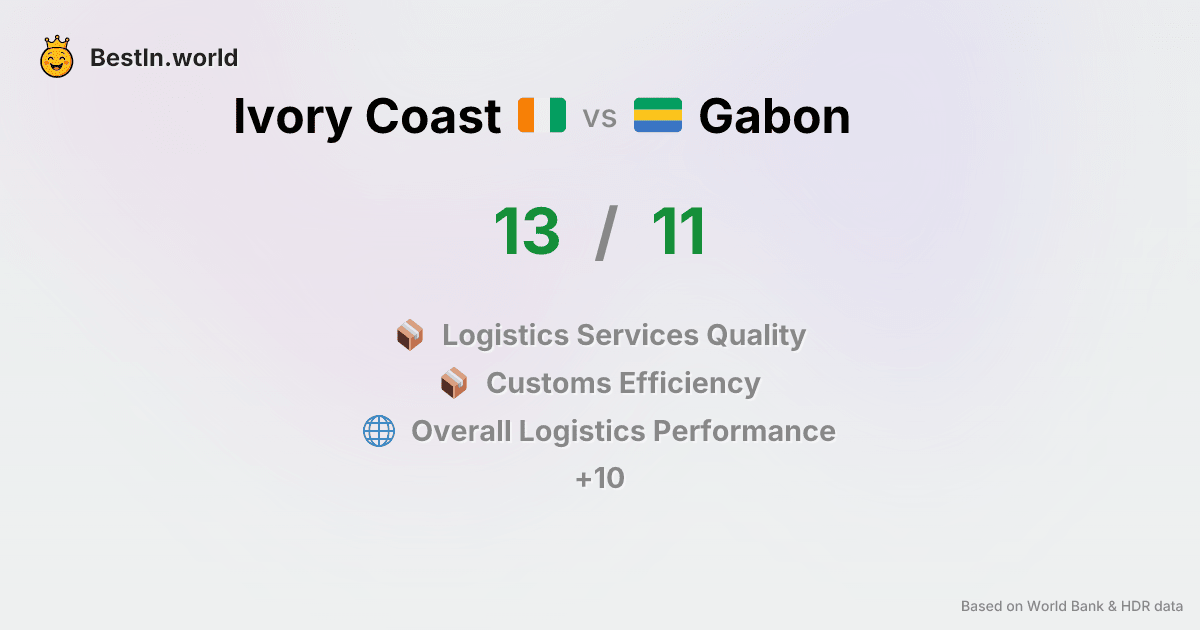 BestIn.world
Ivory Coast vs Gabon
13 / 11
Logistics Services Quality
Customs Efficiency
Overall Logistics Performance
+10
Based on World Bank & HDR data